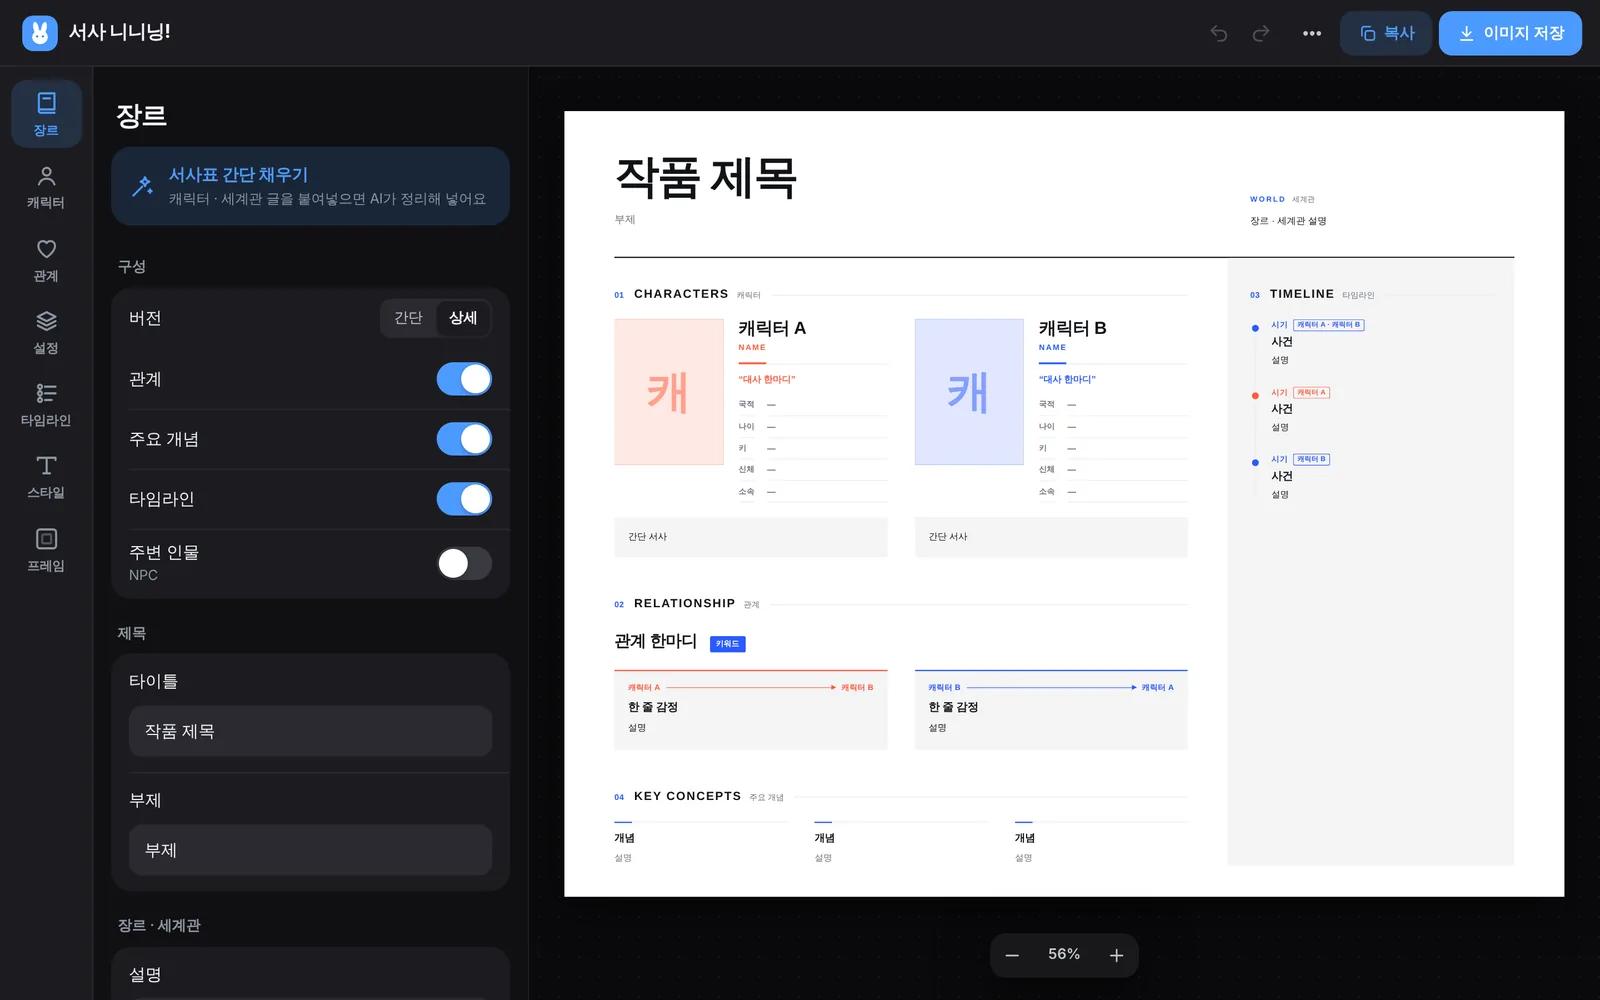 서사 니니닝!
복사
이미지 저장
장르
캐릭터
관계
설정
타임라인
스타일
프레임
장르
서사표 간단 채우기
캐릭터 · 세계관 글을 붙여넣으면 AI가 정리해 넣어요
구성
버전
간단
상세
관계
주요 개념
타임라인
주변 인물
NPC
제목
타이틀
작품 제목
부제
부제
장르 · 세계관
설명
작품 제목
부제
WORLD 세계관
장르 · 세계관 설명
01 CHARACTERS 캐릭터
캐
캐릭터 A
NAME
“대사 한마디”
국적 —
나이 —
키 —
신체 —
소속 —
간단 서사
캐
캐릭터 B
NAME
“대사 한마디”
국적 —
나이 —
키 —
신체 —
소속 —
간단 서사
02 RELATIONSHIP 관계
관계 한마디 키워드
캐릭터 A 캐릭터 B
한 줄 감정
설명
캐릭터 B 캐릭터 A
한 줄 감정
설명
04 KEY CONCEPTS 주요 개념
개념
설명
개념
설명
개념
설명
03 TIMELINE 타임라인
시기 캐릭터 A · 캐릭터 B
사건
설명
시기 캐릭터 A
사건
설명
시기 캐릭터 B
사건
설명
56%